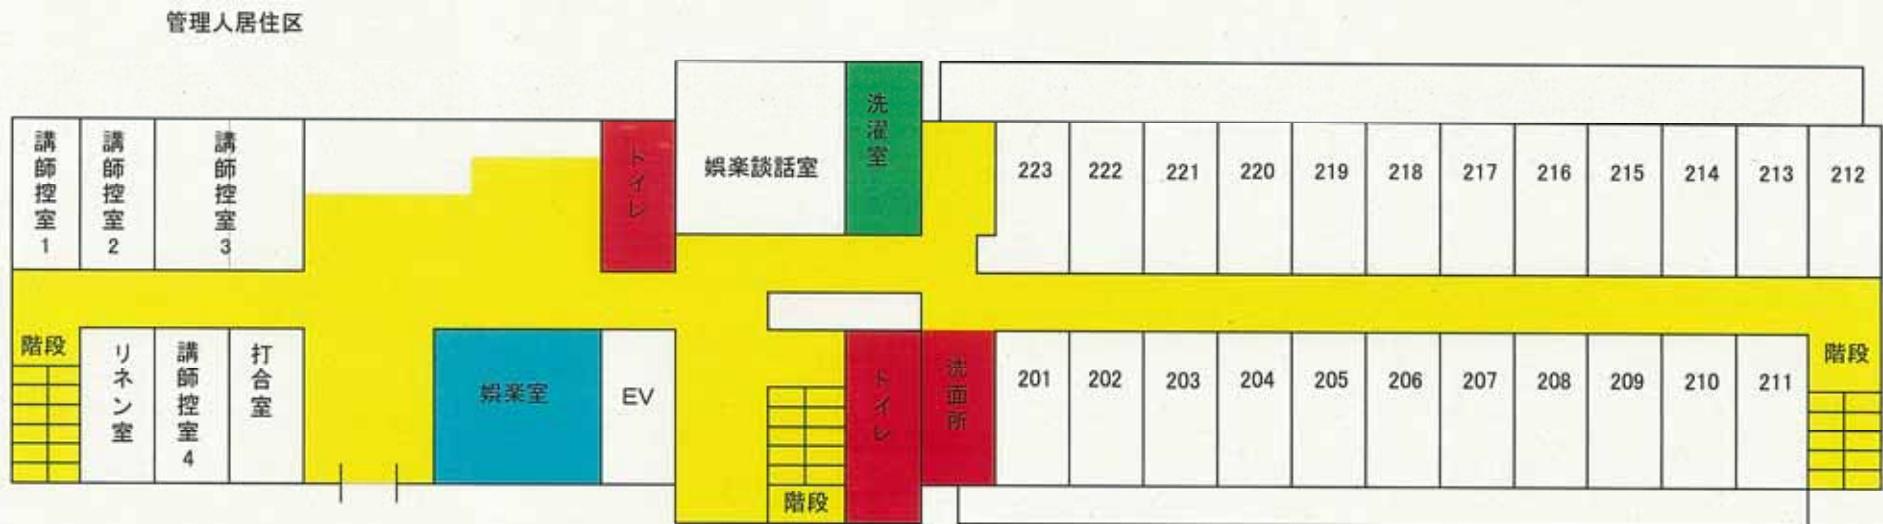 管理人居住区
講師控室1
講師控室2
講師控室3
トイレ
娯楽談話室
洗濯室
223
222
221
220
219
218
217
216
215
214
213
212
階段
リネン室
講師控室4
打合室
娯楽室
EV
階段
トイレ
洗面所
201
202
203
204
205
206
207
208
209
210
211
階段